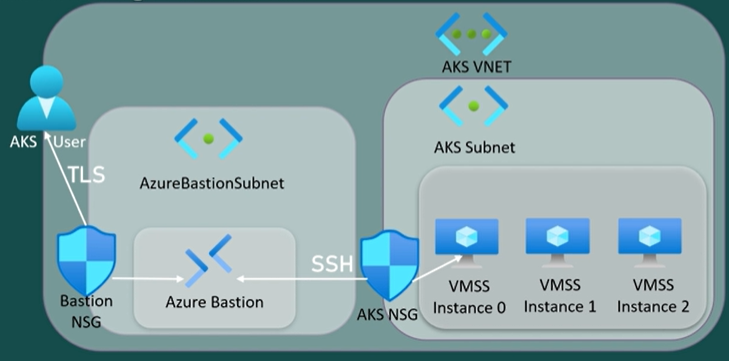 AKS VNET
AKS User
AKS Subnet
TLS
AzureBastionSubnet
SSH
Azure Bastion
Bastion
NSG
AKS NSG
VMSS
Instance 0
VMSS
Instance 1
VMSS
Instance 2